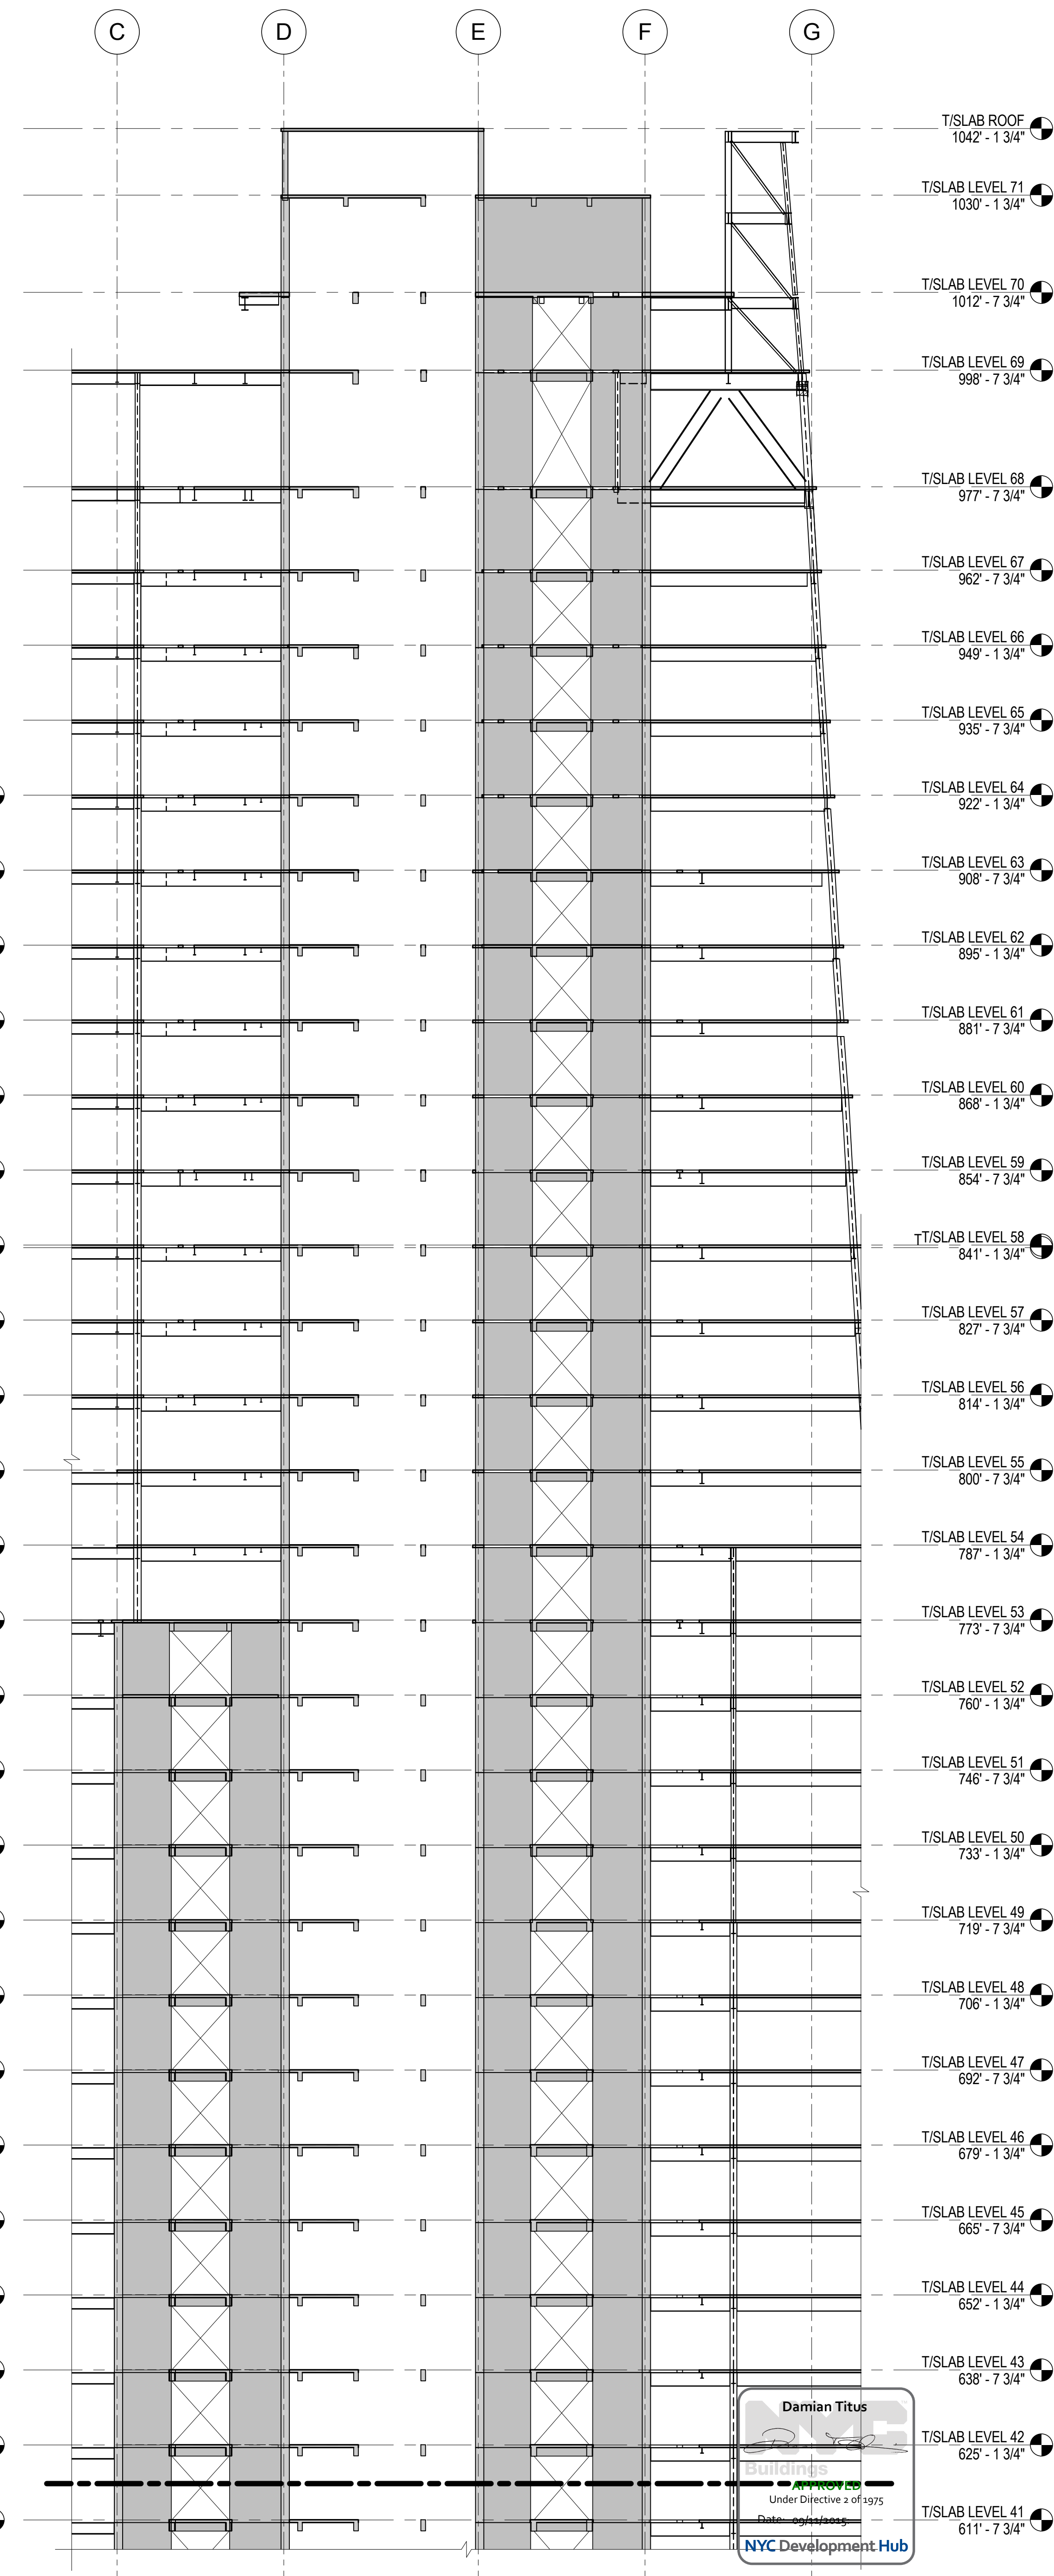 C D E F G
T/SLAB ROOF
1042' - 1 3/4"
T/SLAB LEVEL 71
1030' - 1 3/4"
T/SLAB LEVEL 70
1012' - 7 3/4"
T/SLAB LEVEL 69
998' - 7 3/4"
T/SLAB LEVEL 68
977' - 7 3/4"
T/SLAB LEVEL 67
962' - 7 3/4"
T/SLAB LEVEL 66
949' - 1 3/4"
T/SLAB LEVEL 65
935' - 7 3/4"
T/SLAB LEVEL 64
922' - 1 3/4"
T/SLAB LEVEL 63
908' - 7 3/4"
T/SLAB LEVEL 62
895' - 1 3/4"
T/SLAB LEVEL 61
881' - 7 3/4"
T/SLAB LEVEL 60
868' - 1 3/4"
T/SLAB LEVEL 59
854' - 7 3/4"
TT/SLAB LEVEL 58
841' - 1 3/4"
T/SLAB LEVEL 57
827' - 7 3/4"
T/SLAB LEVEL 56
814' - 1 3/4"
T/SLAB LEVEL 55
800' - 7 3/4"
T/SLAB LEVEL 54
787' - 1 3/4"
T/SLAB LEVEL 53
773' - 7 3/4"
T/SLAB LEVEL 52
760' - 1 3/4"
T/SLAB LEVEL 51
746' - 7 3/4"
T/SLAB LEVEL 50
733' - 1 3/4"
T/SLAB LEVEL 49
719' - 7 3/4"
T/SLAB LEVEL 48
706' - 1 3/4"
T/SLAB LEVEL 47
692' - 7 3/4"
T/SLAB LEVEL 46
679' - 1 3/4"
T/SLAB LEVEL 45
665' - 7 3/4"
T/SLAB LEVEL 44
652' - 1 3/4"
T/SLAB LEVEL 43
638' - 7 3/4"
T/SLAB LEVEL 42
625' - 1 3/4"
T/SLAB LEVEL 41
611' - 7 3/4"
Damian Titus
NYC
Buildings
APPROVED
Under Directive 2 of 1975
Date: 09/11/2015
NYC Development Hub